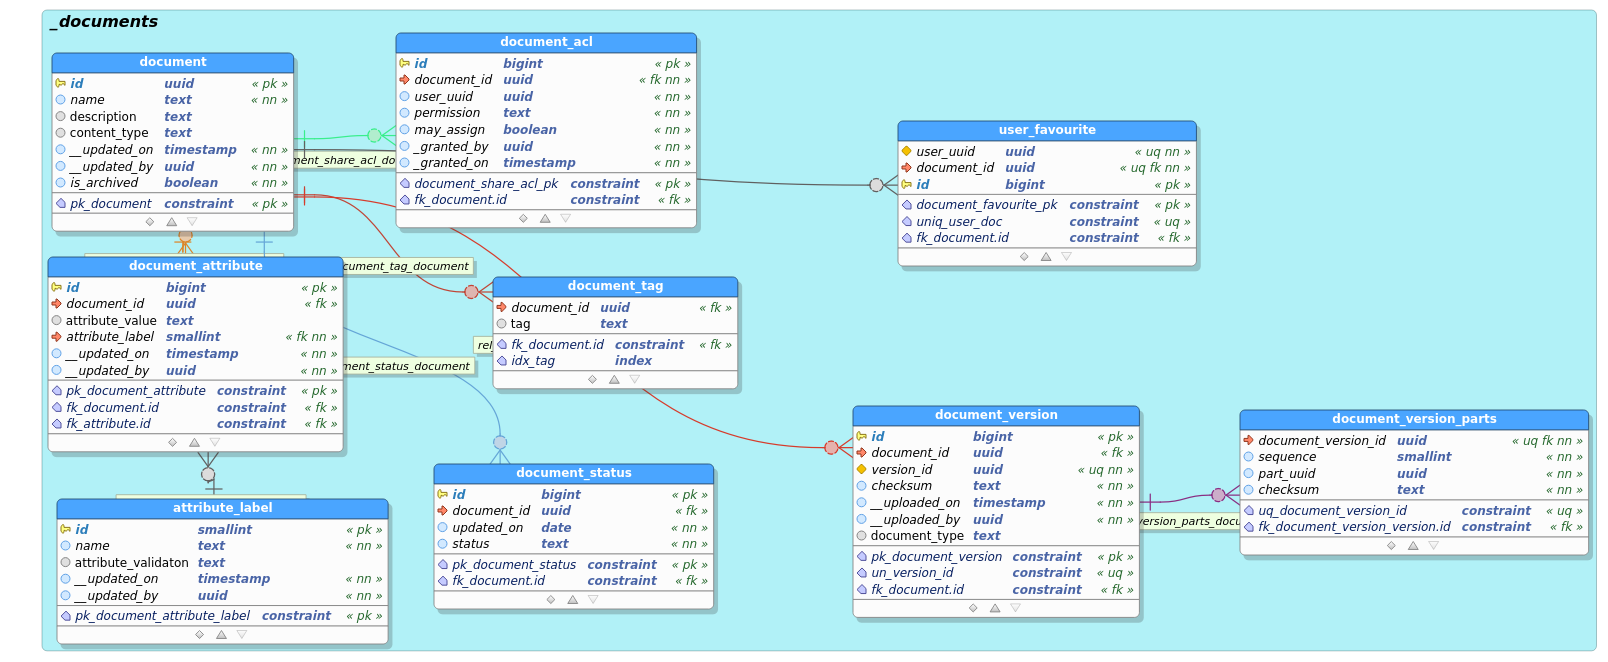 _documents
document
id uuid « pk »
name text « nn »
description text
content_type text
__updated_on timestamp « nn »
__updated_by uuid « nn »
is_archived boolean « nn »
pk_document constraint « pk »
document_acl
id bigint « pk »
document_id uuid « fk nn »
user_uuid uuid « nn »
permission text « nn »
may_assign boolean « nn »
_granted_by uuid « nn »
_granted_on timestamp « nn »
document_share_acl_pk constraint « pk »
fk_document.id constraint « fk »
ment_share_acl_do
user_favourite
user_uuid uuid « uq nn »
document_id uuid « uq fk nn »
id bigint « pk »
document_favourite_pk constraint « pk »
uniq_user_doc constraint « uq »
fk_document.id constraint « fk »
document_attribute
id bigint « pk »
document_id uuid « fk »
attribute_value text
attribute_label smallint « fk nn »
__updated_on timestamp « nn »
__updated_by uuid « nn »
pk_document_attribute constraint « pk »
fk_document.id constraint « fk »
fk_attribute.id constraint « fk »
cument_tag_document
document_tag
document_id uuid « fk »
tag text
fk_document.id constraint « fk »
idx_tag index
rel
ment_status_document
attribute_label
id smallint « pk »
name text « nn »
attribute_validaton text
__updated_on timestamp « nn »
__updated_by uuid « nn »
pk_document_attribute_label constraint « pk »
document_status
id bigint « pk »
document_id uuid « fk »
updated_on date « nn »
status text « nn »
pk_document_status constraint « pk »
fk_document.id constraint « fk »
document_version
id bigint « pk »
document_id uuid « fk »
version_id uuid « uq nn »
checksum text « nn »
__uploaded_on timestamp « nn »
__uploaded_by uuid « nn »
document_type text
pk_document_version constraint « pk »
un_version_id constraint « uq »
fk_document.id constraint « fk »
version_parts_docu
document_version_parts
document_version_id uuid « uq fk nn »
sequence smallint « nn »
part_uuid uuid « nn »
checksum text « nn »
uq_document_version_id constraint « uq »
fk_document_version_version.id constraint « fk »